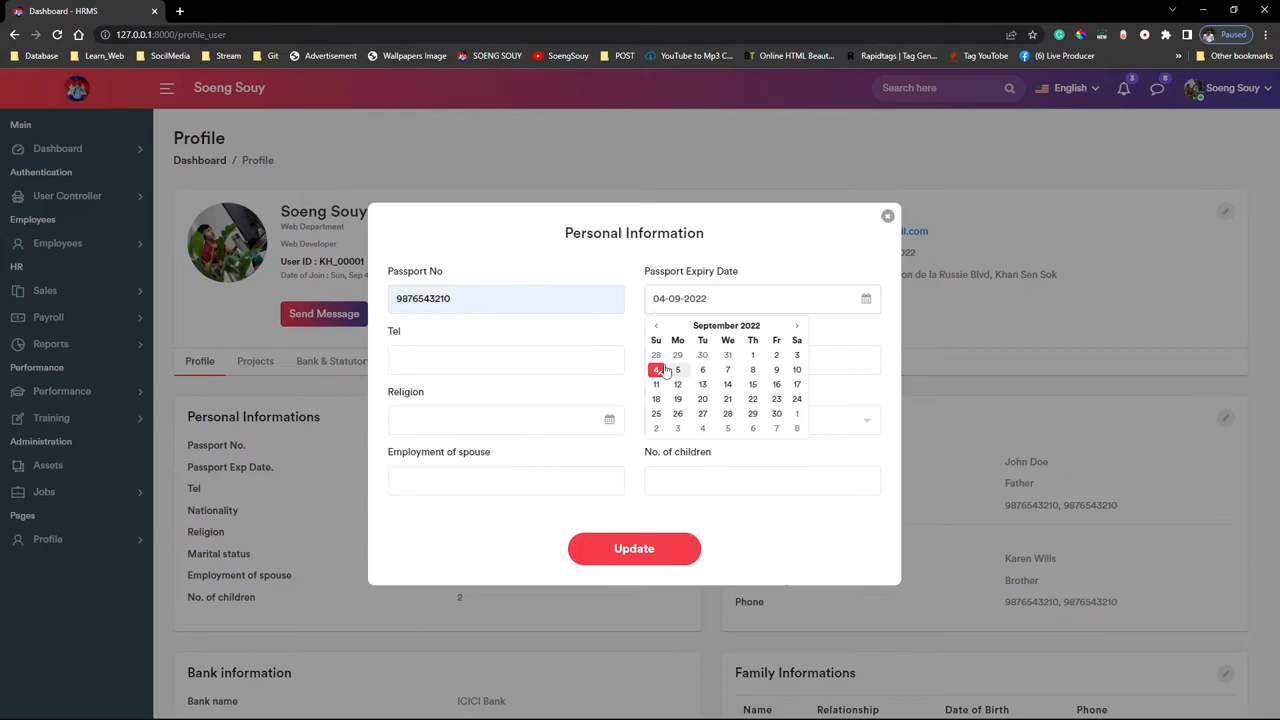 Dashboard - HRMS
127.0.0.1:8000/profile_user
Paused
Database Learn_Web SocilMedia Stream Git Advertisement Wallpapers Image SOENG SOUY SoengSouy POST YouTube to Mp3 C... Online HTML Beaut... Rapidtags | Tag Gen... Tag YouTube (6) Live Producer Other bookmarks
Soeng Souy
Search here
English
3
8
Soeng Souy
Main
Dashboard
Authentication
User Controller
Employees
Employees
HR
Sales
Payroll
Reports
Performance
Performance
Training
Administration
Assets
Jobs
Pages
Profile
Profile
Dashboard / Profile
Soeng Souy
Web Department
Web Developer
User ID : KH_00001
Date of Join : Sun, Sep 4
Send Message
il.com
022
on de la Russie Blvd, Khan Sen Sok
Profile Projects Bank & Statutor
Personal Informations
Passport No.
Passport Exp Date.
Tel
Nationality
Religion
Marital status
Employment of spouse
No. of children 2
John Doe
Father
9876543210, 9876543210
Karen Wills
Brother
Phone 9876543210, 9876543210
Bank information
Bank name ICICI Bank
Family Informations
Name Relationship Date of Birth Phone
Personal Information
Passport No
9876543210
Passport Expiry Date
04-09-2022
Tel
Religion
Employment of spouse
No. of children
Update
‹ September 2022 ›
Su Mo Tu We Th Fr Sa
28 29 30 31 1 2 3
4 5 6 7 8 9 10
11 12 13 14 15 16 17
18 19 20 21 22 23 24
25 26 27 28 29 30 1
2 3 4 5 6 7 8